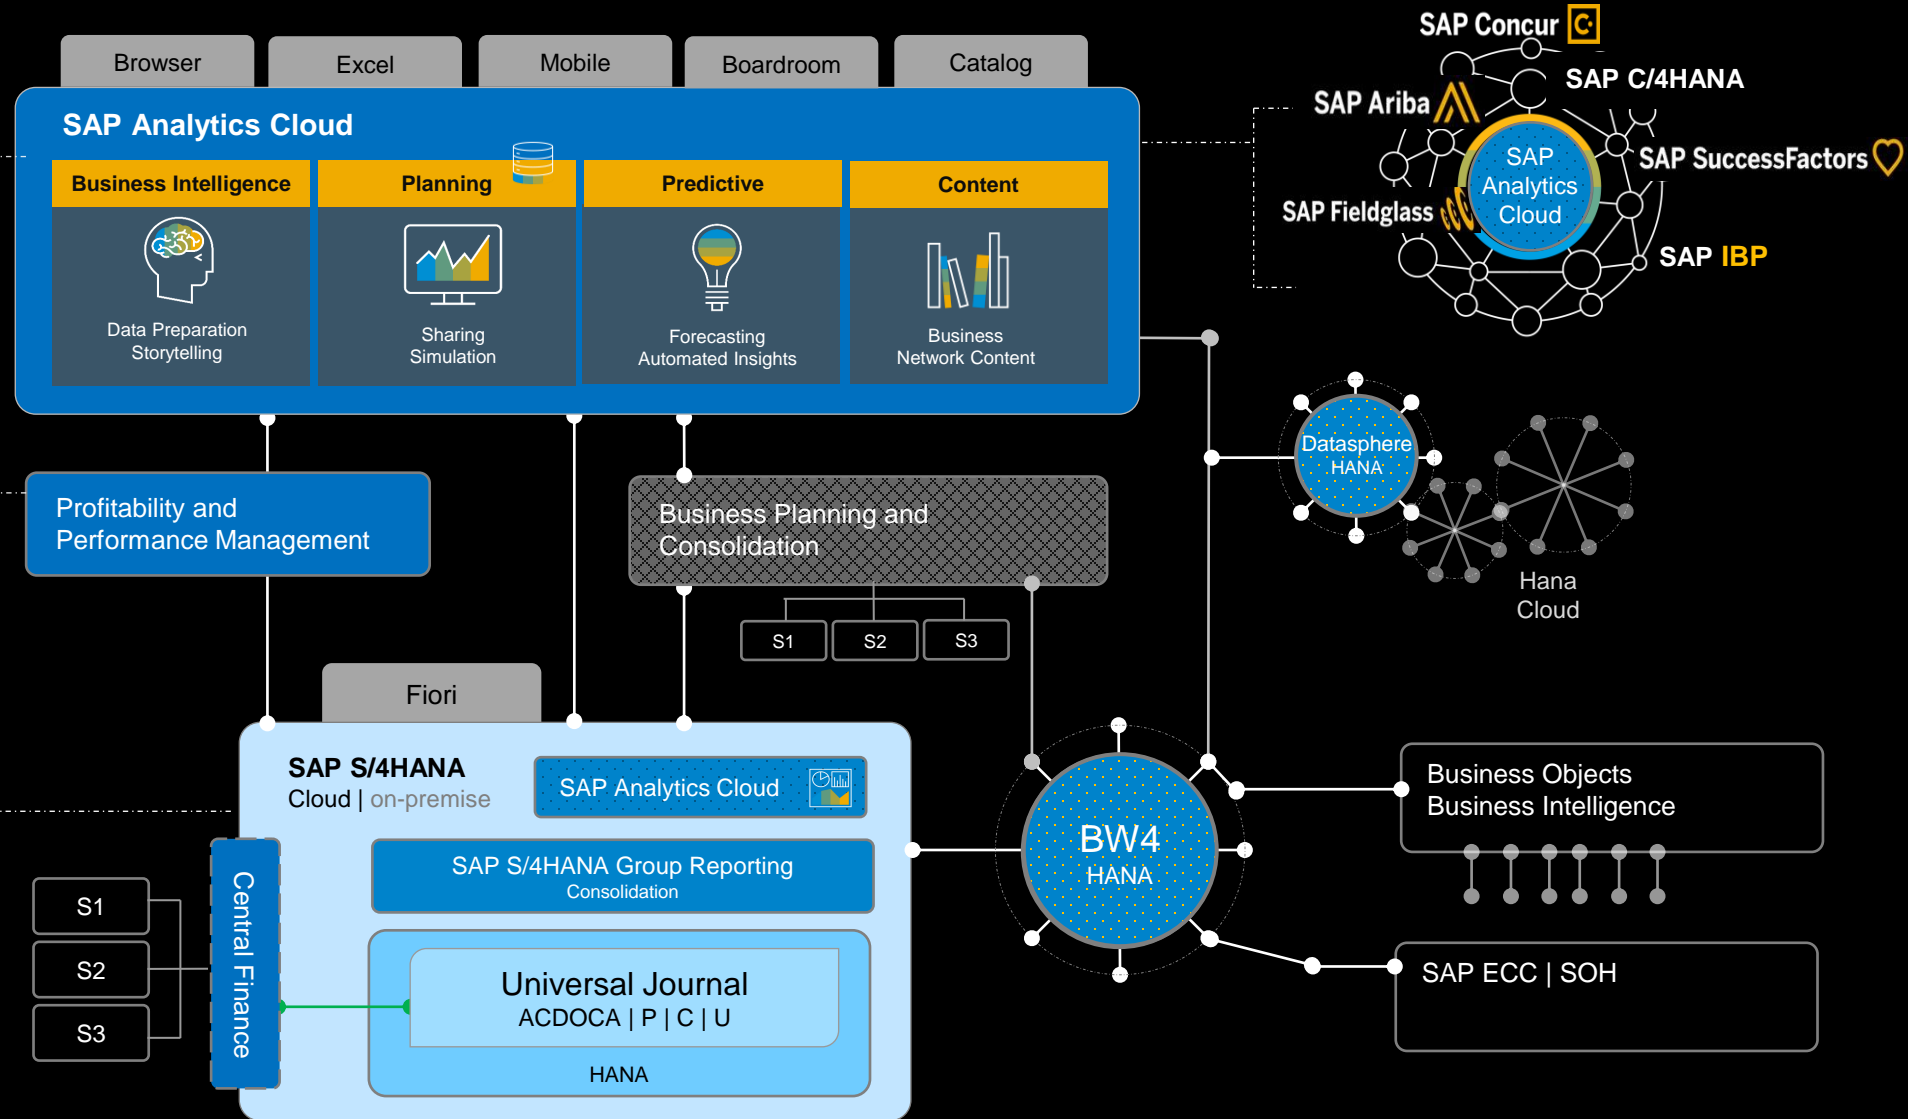 Browser
Excel
Mobile
Boardroom
Catalog
SAP Analytics Cloud
Business Intelligence
Data Preparation
Storytelling
Planning
Sharing
Simulation
Predictive
Forecasting
Automated Insights
Content
Business
Network Content
SAP Concur C
SAP C/4HANA
SAP Ariba
SAP
Analytics
Cloud
SAP SuccessFactors
SAP Fieldglass
SAP IBP
Datasphere
HANA
Hana
Cloud
Profitability and
Performance Management
Business Planning and
Consolidation
S1
S2
S3
Fiori
SAP S/4HANA
Cloud | on-premise
SAP Analytics Cloud
SAP S/4HANA Group Reporting
Consolidation
Universal Journal
ACDOCA | P | C | U
HANA
Central Finance
S1
S2
S3
BW4
HANA
Business Objects
Business Intelligence
SAP ECC | SOH